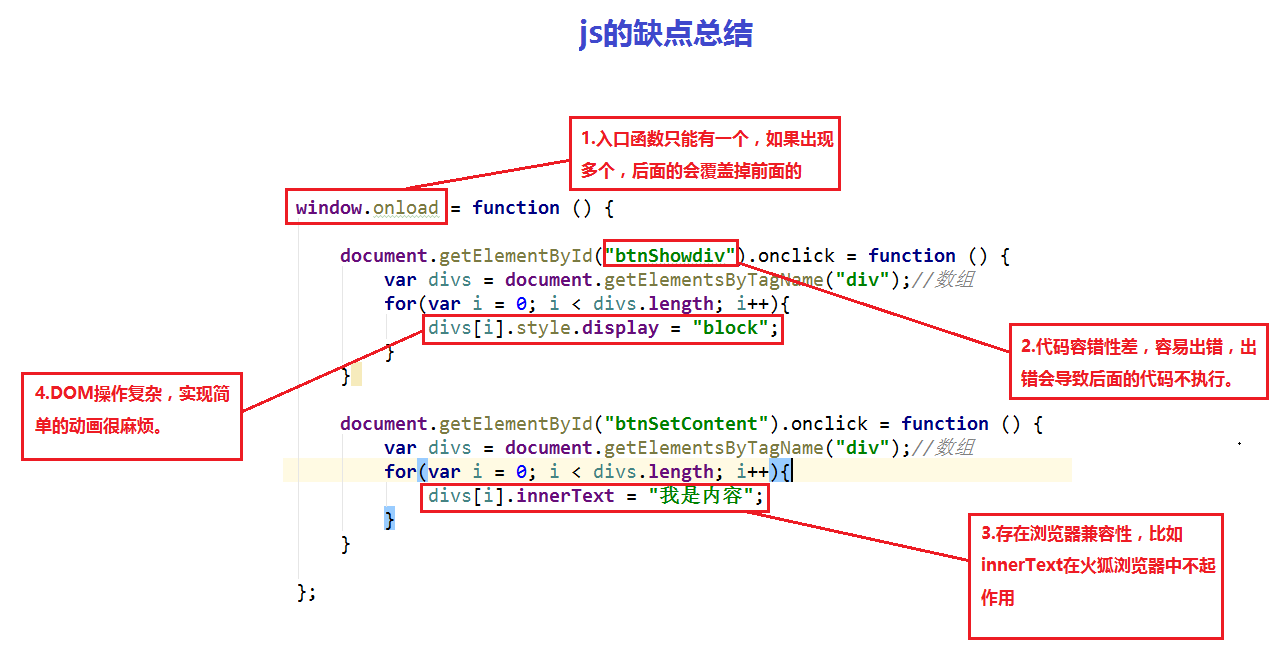 js的缺点总结
1.入口函数只能有一个，如果出现
多个，后面的会覆盖掉前面的
window.onload = function () {
document.getElementById("btnShowdiv").onclick = function () {
var divs = document.getElementsByTagName("div");//数组
for(var i = 0; i < divs.length; i++){
divs[i].style.display = "block";
}
}
2.代码容错性差，容易出错，出
错会导致后面的代码不执行。
4.DOM操作复杂，实现简
单的动画很麻烦。
document.getElementById("btnSetContent").onclick = function () {
var divs = document.getElementsByTagName("div");//数组
for(var i = 0; i < divs.length; i++){
divs[i].innerText = "我是内容";
}
}
};
3.存在浏览器兼容性，比如
innerText在火狐浏览器中不起
作用